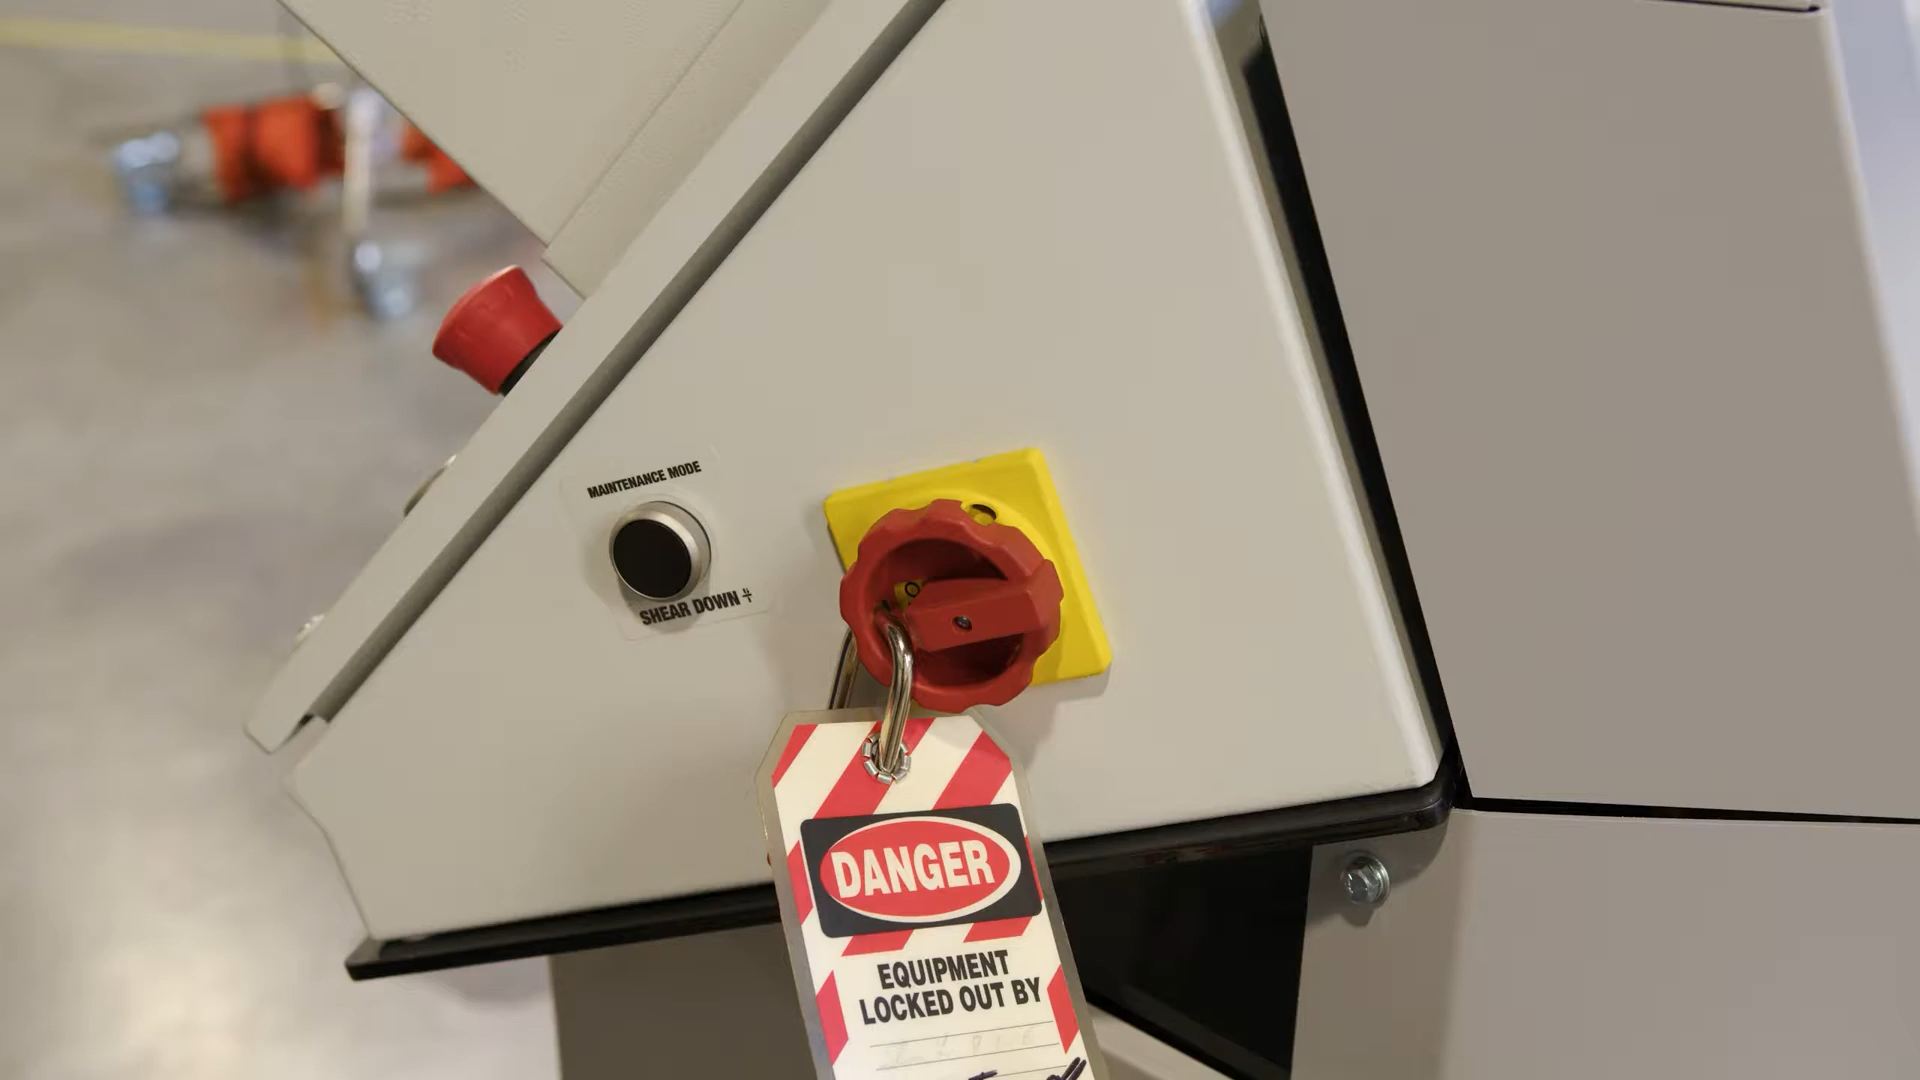 MAINTENANCE MODE
SHEAR DOWN
DANGER
EQUIPMENT
LOCKED OUT BY